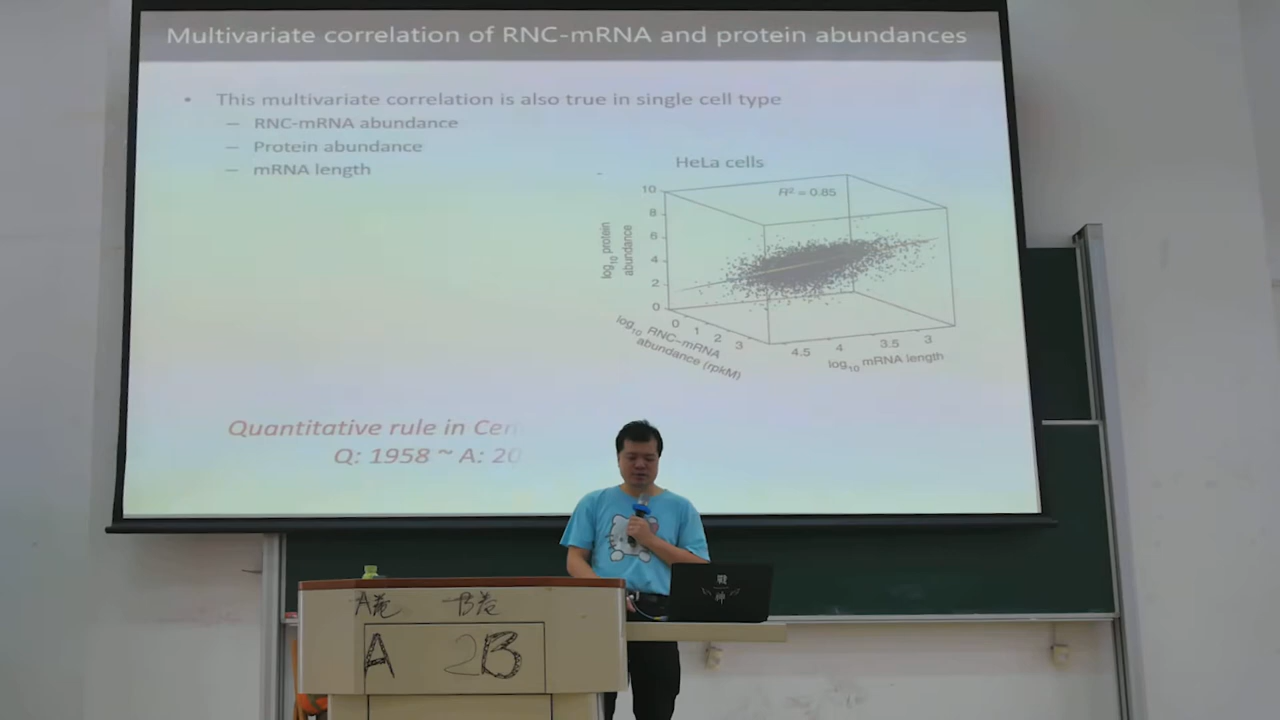 Multivariate correlation of RNC-mRNA and protein abundances
• This multivariate correlation is also true in single cell type
– RNC-mRNA abundance
– Protein abundance
– mRNA length
HeLa cells
R² = 0.85
10
8
6
4
2
0
log₁₀ protein
abundance
0 1 2 3
log₁₀ RNC-mRNA
abundance (rpkM)
4.5 4 3.5 3
log₁₀ mRNA length
Quantitative rule in Cen
Q: 1958 ~ A: 20
戰
神
A卷 B卷
A 2B